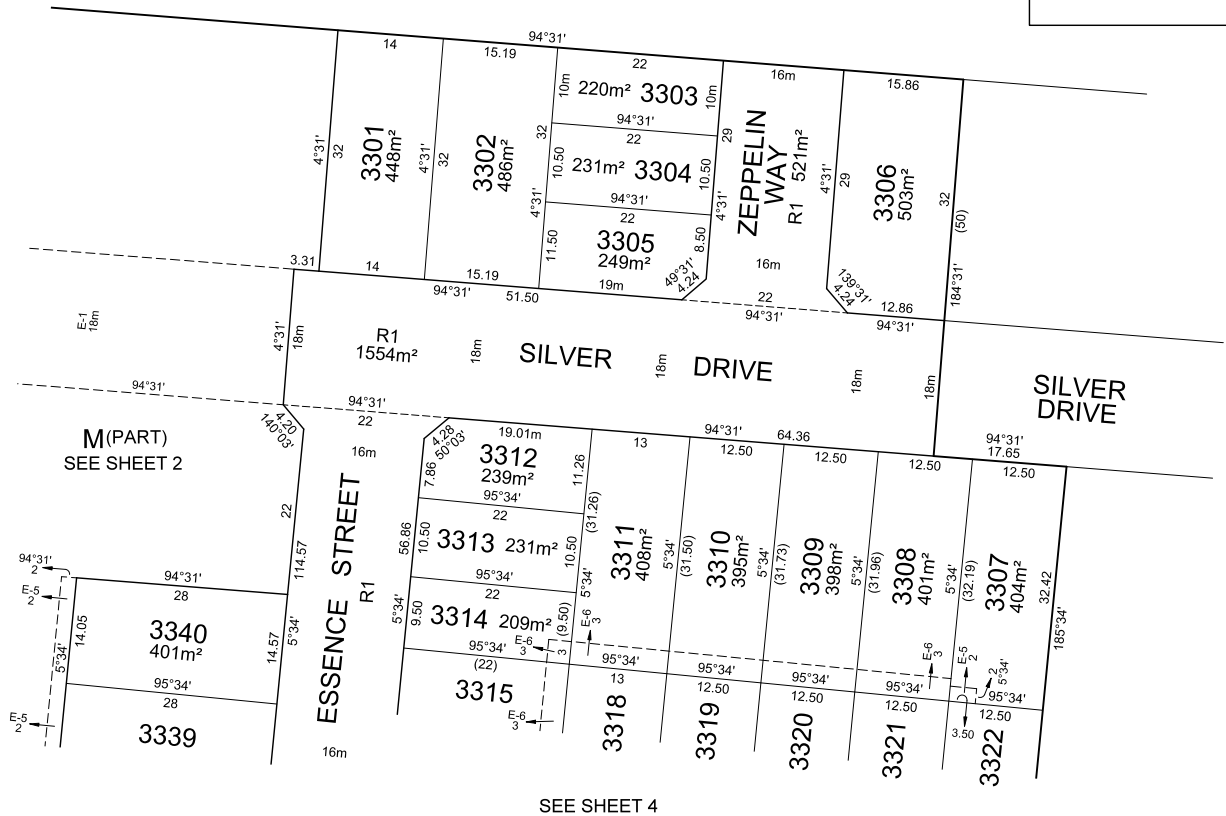 94°31'
14
15.19
22
16m
15.86
10m
220m² 3303
10m
94°31'
22
4°31'
32
3301
448m²
4°31'
32
3302
486m²
32
4°31'
10.50
231m² 3304
10.50
29
4°31'
94°31'
22
3305
249m²
11.50
8.50
19m
49°31'
4.24
ZEPPELIN
WAY
R1 521m²
16m
4°31'
29
3306
503m²
32
(50)
184°31'
139°31'
4.24
12.86
94°31'
3.31
14
15.19
94°31'
51.50
22
94°31'
E-1
18m
4°31'
18m
R1
1554m²
18m
SILVER DRIVE
18m
18m
18m
SILVER
DRIVE
94°31'
94°31'
22
4.20
140°03'
M(PART)
SEE SHEET 2
16m
4.28
50°03'
19.01m
94°31'
64.36
94°31'
17.65
3312
239m²
7.86
11.26
95°34'
22
13
12.50
12.50
12.50
12.50
3313 231m²
56.86
10.50
10.50
(31.26)
5°34'
95°34'
22
3314 209m²
5°34'
9.50
(9.50)
95°34'
(22)
3315
3311
408m²
5°34'
(31.50)
3310
395m²
5°34'
(31.73)
3309
398m²
5°34'
(31.96)
3308
401m²
5°34'
(32.19)
3307
404m²
32.42
185°34'
E-6
3
E-6
3
3
E-6
3
E-6
3
E-5
2
2
5°34'
95°34'
13
95°34'
12.50
95°34'
12.50
95°34'
12.50
95°34'
12.50
3.50
3318
3319
3320
3321
3322
22
114.57
5°34'
ESSENCE STREET
R1
16m
94°31'
2
E-5
2
94°31'
28
14.05
5°34'
3340
401m²
14.57
95°34'
28
3339
E-5
2
SEE SHEET 4